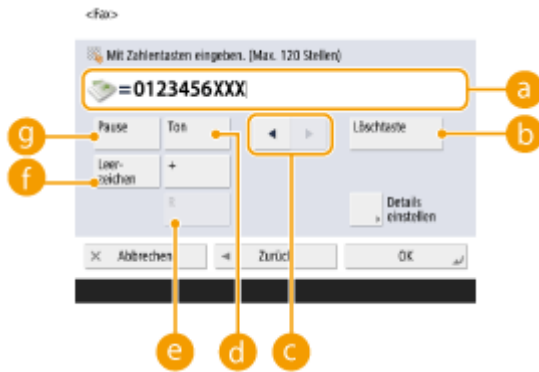 <Fax>
Mit Zahlentasten eingeben. (Max. 120 Stellen)
=0123456XXX
a
g
Pause
Ton
◄
►
Löschtaste
b
f
Leer-
zeichen
+
R
Details
einstellen
× Abbrechen
◄ Zurück
OK
e
d
c